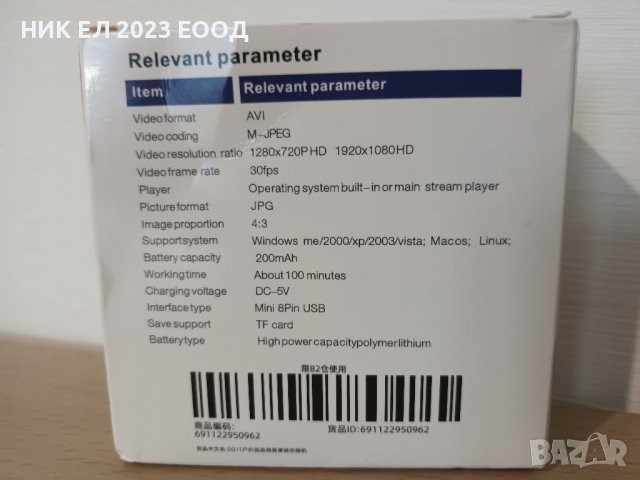 НИК ЕЛ 2023 ЕООД
Relevant parameter
Item Relevant parameter
Video format AVI
Video coding M-JPEG
Video resolution ratio 1280x720P HD 1920x1080HD
Video frame rate 30fps
Player Operating system built-in or main stream player
Picture format JPG
Image proportion 4:3
Support system Windows me/2000/xp/2003/vista; Macos; Linux;
Battery capacity 200mAh
Working time About 100 minutes
Charging voltage DC-5V
Interface type Mini 8Pin USB
Save support TF card
Battery type High power capacity polymer lithium
限B2仓使用
商品编码: 货品ID:691122950962
691122950962
BAZAR